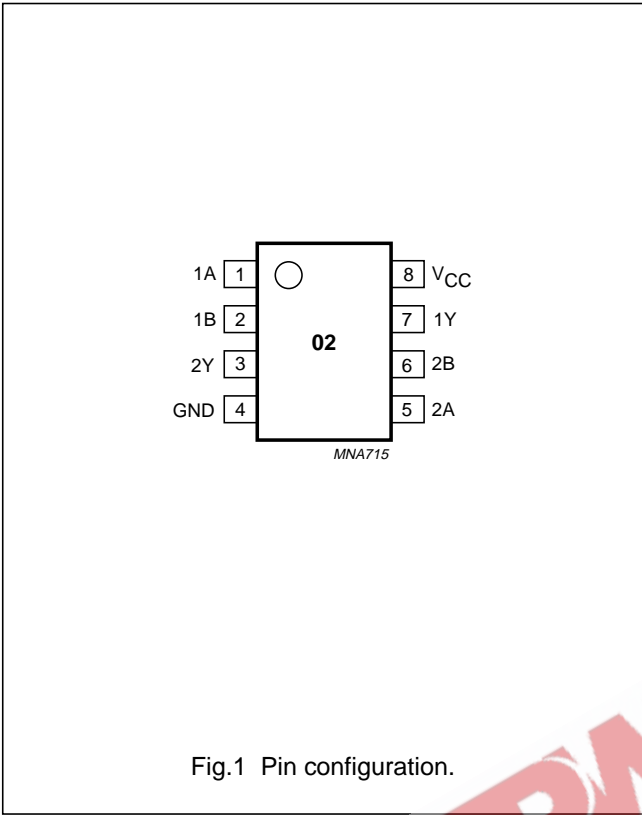 1A 1 8 VCC
1B 2 7 1Y
02
2Y 3 6 2B
GND 4 5 2A
MNA715
Fig.1 Pin configuration.